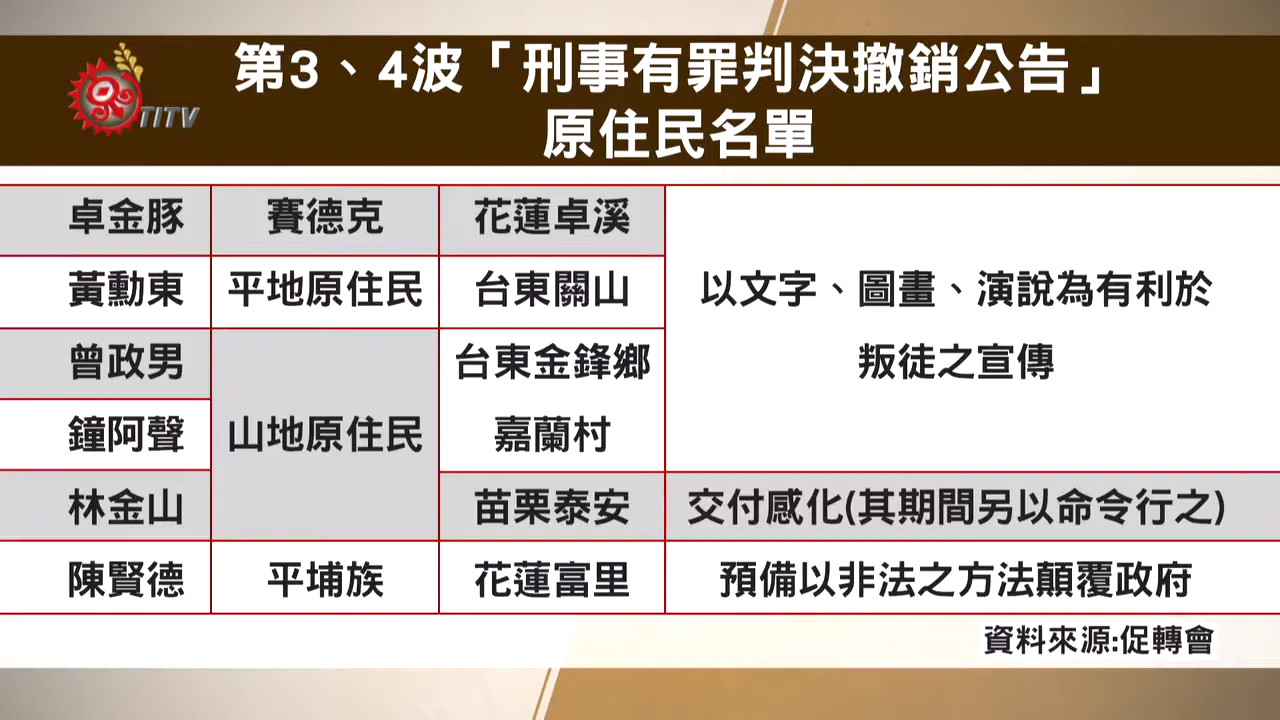 第3、4波「刑事有罪判決撤銷公告」
原住民名單
TITV
卓金豚 賽德克 花蓮卓溪
黃勳東 平地原住民 台東關山 以文字、圖畫、演說為有利於
曾政男 台東金鋒鄉 叛徒之宣傳
鐘阿聲 山地原住民 嘉蘭村
林金山 苗栗泰安 交付感化(其期間另以命令行之)
陳賢德 平埔族 花蓮富里 預備以非法之方法顛覆政府
資料來源:促轉會